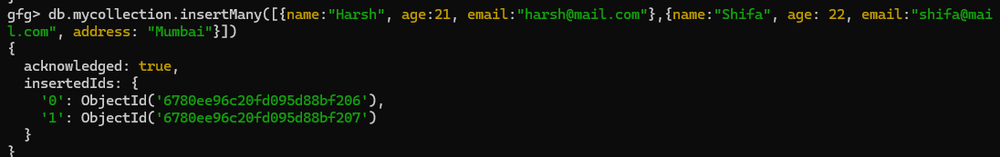 gfg> db.mycollection.insertMany([{name:"Harsh", age:21, email:"harsh@mail.com"},{name:"Shifa", age: 22, email:"shifa@mai
l.com", address: "Mumbai"}])
{
  acknowledged: true,
  insertedIds: {
    '0': ObjectId('6780ee96c20fd095d88bf206'),
    '1': ObjectId('6780ee96c20fd095d88bf207')
  }
}